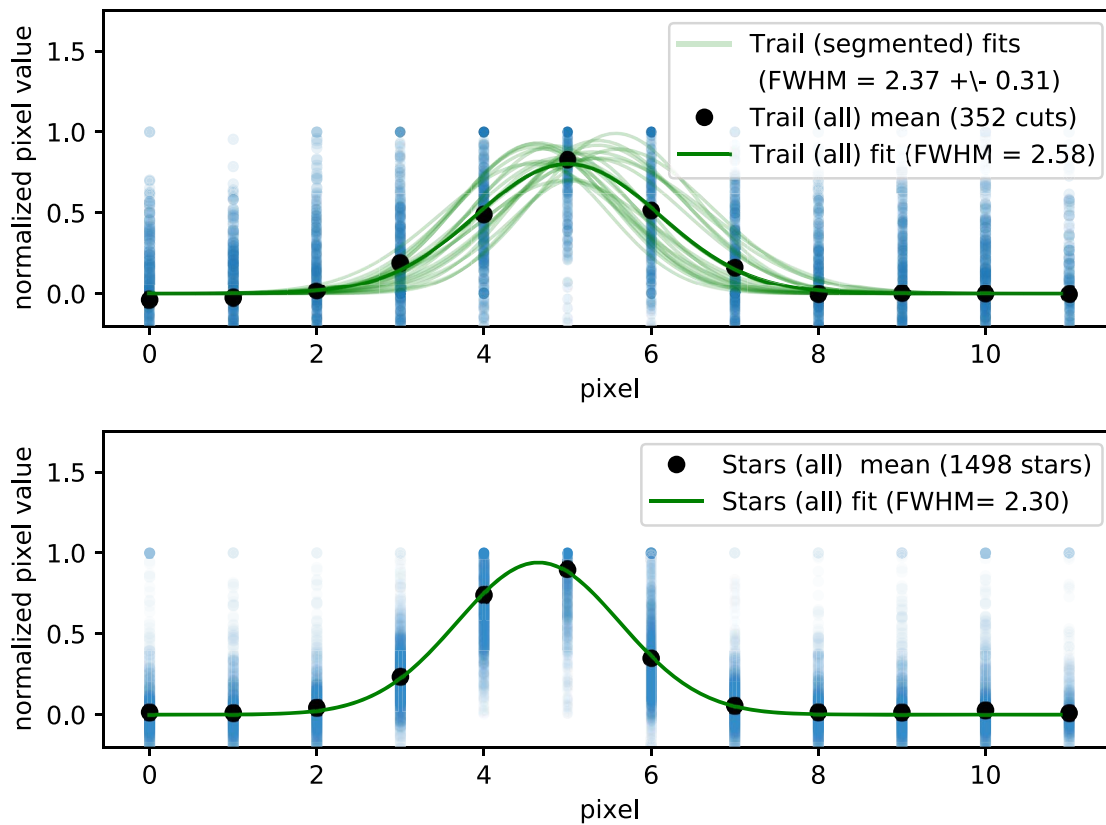 1.5
1.0
0.5
0.0
normalized pixel value
Trail (segmented) fits
(FWHM = 2.37 +\- 0.31)
Trail (all) mean (352 cuts)
Trail (all) fit (FWHM = 2.58)
0 2 4 6 8 10
pixel
1.5
1.0
0.5
0.0
normalized pixel value
Stars (all)  mean (1498 stars)
Stars (all) fit (FWHM= 2.30)
0 2 4 6 8 10
pixel